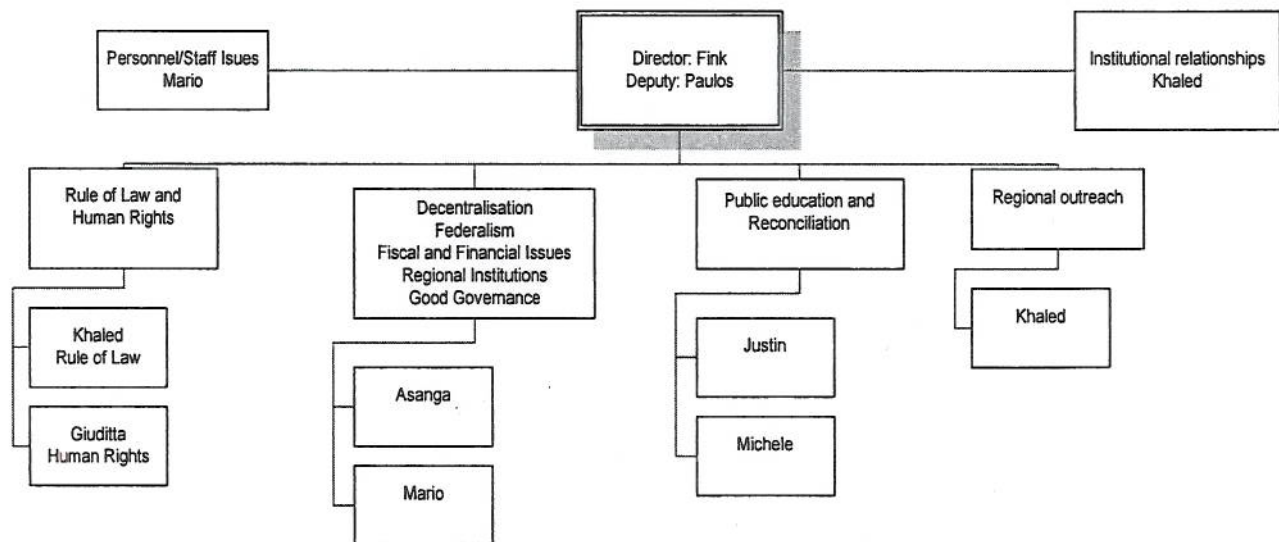 Personnel/Staff Isues
Mario
Director: Fink
Deputy: Paulos
Institutional relationships
Khaled
Rule of Law and
Human Rights
Decentralisation
Federalism
Fiscal and Financial Issues
Regional Institutions
Good Governance
Public education and
Reconciliation
Regional outreach
Khaled
Rule of Law
Giuditta
Human Rights
Asanga
Mario
Justin
Michele
Khaled